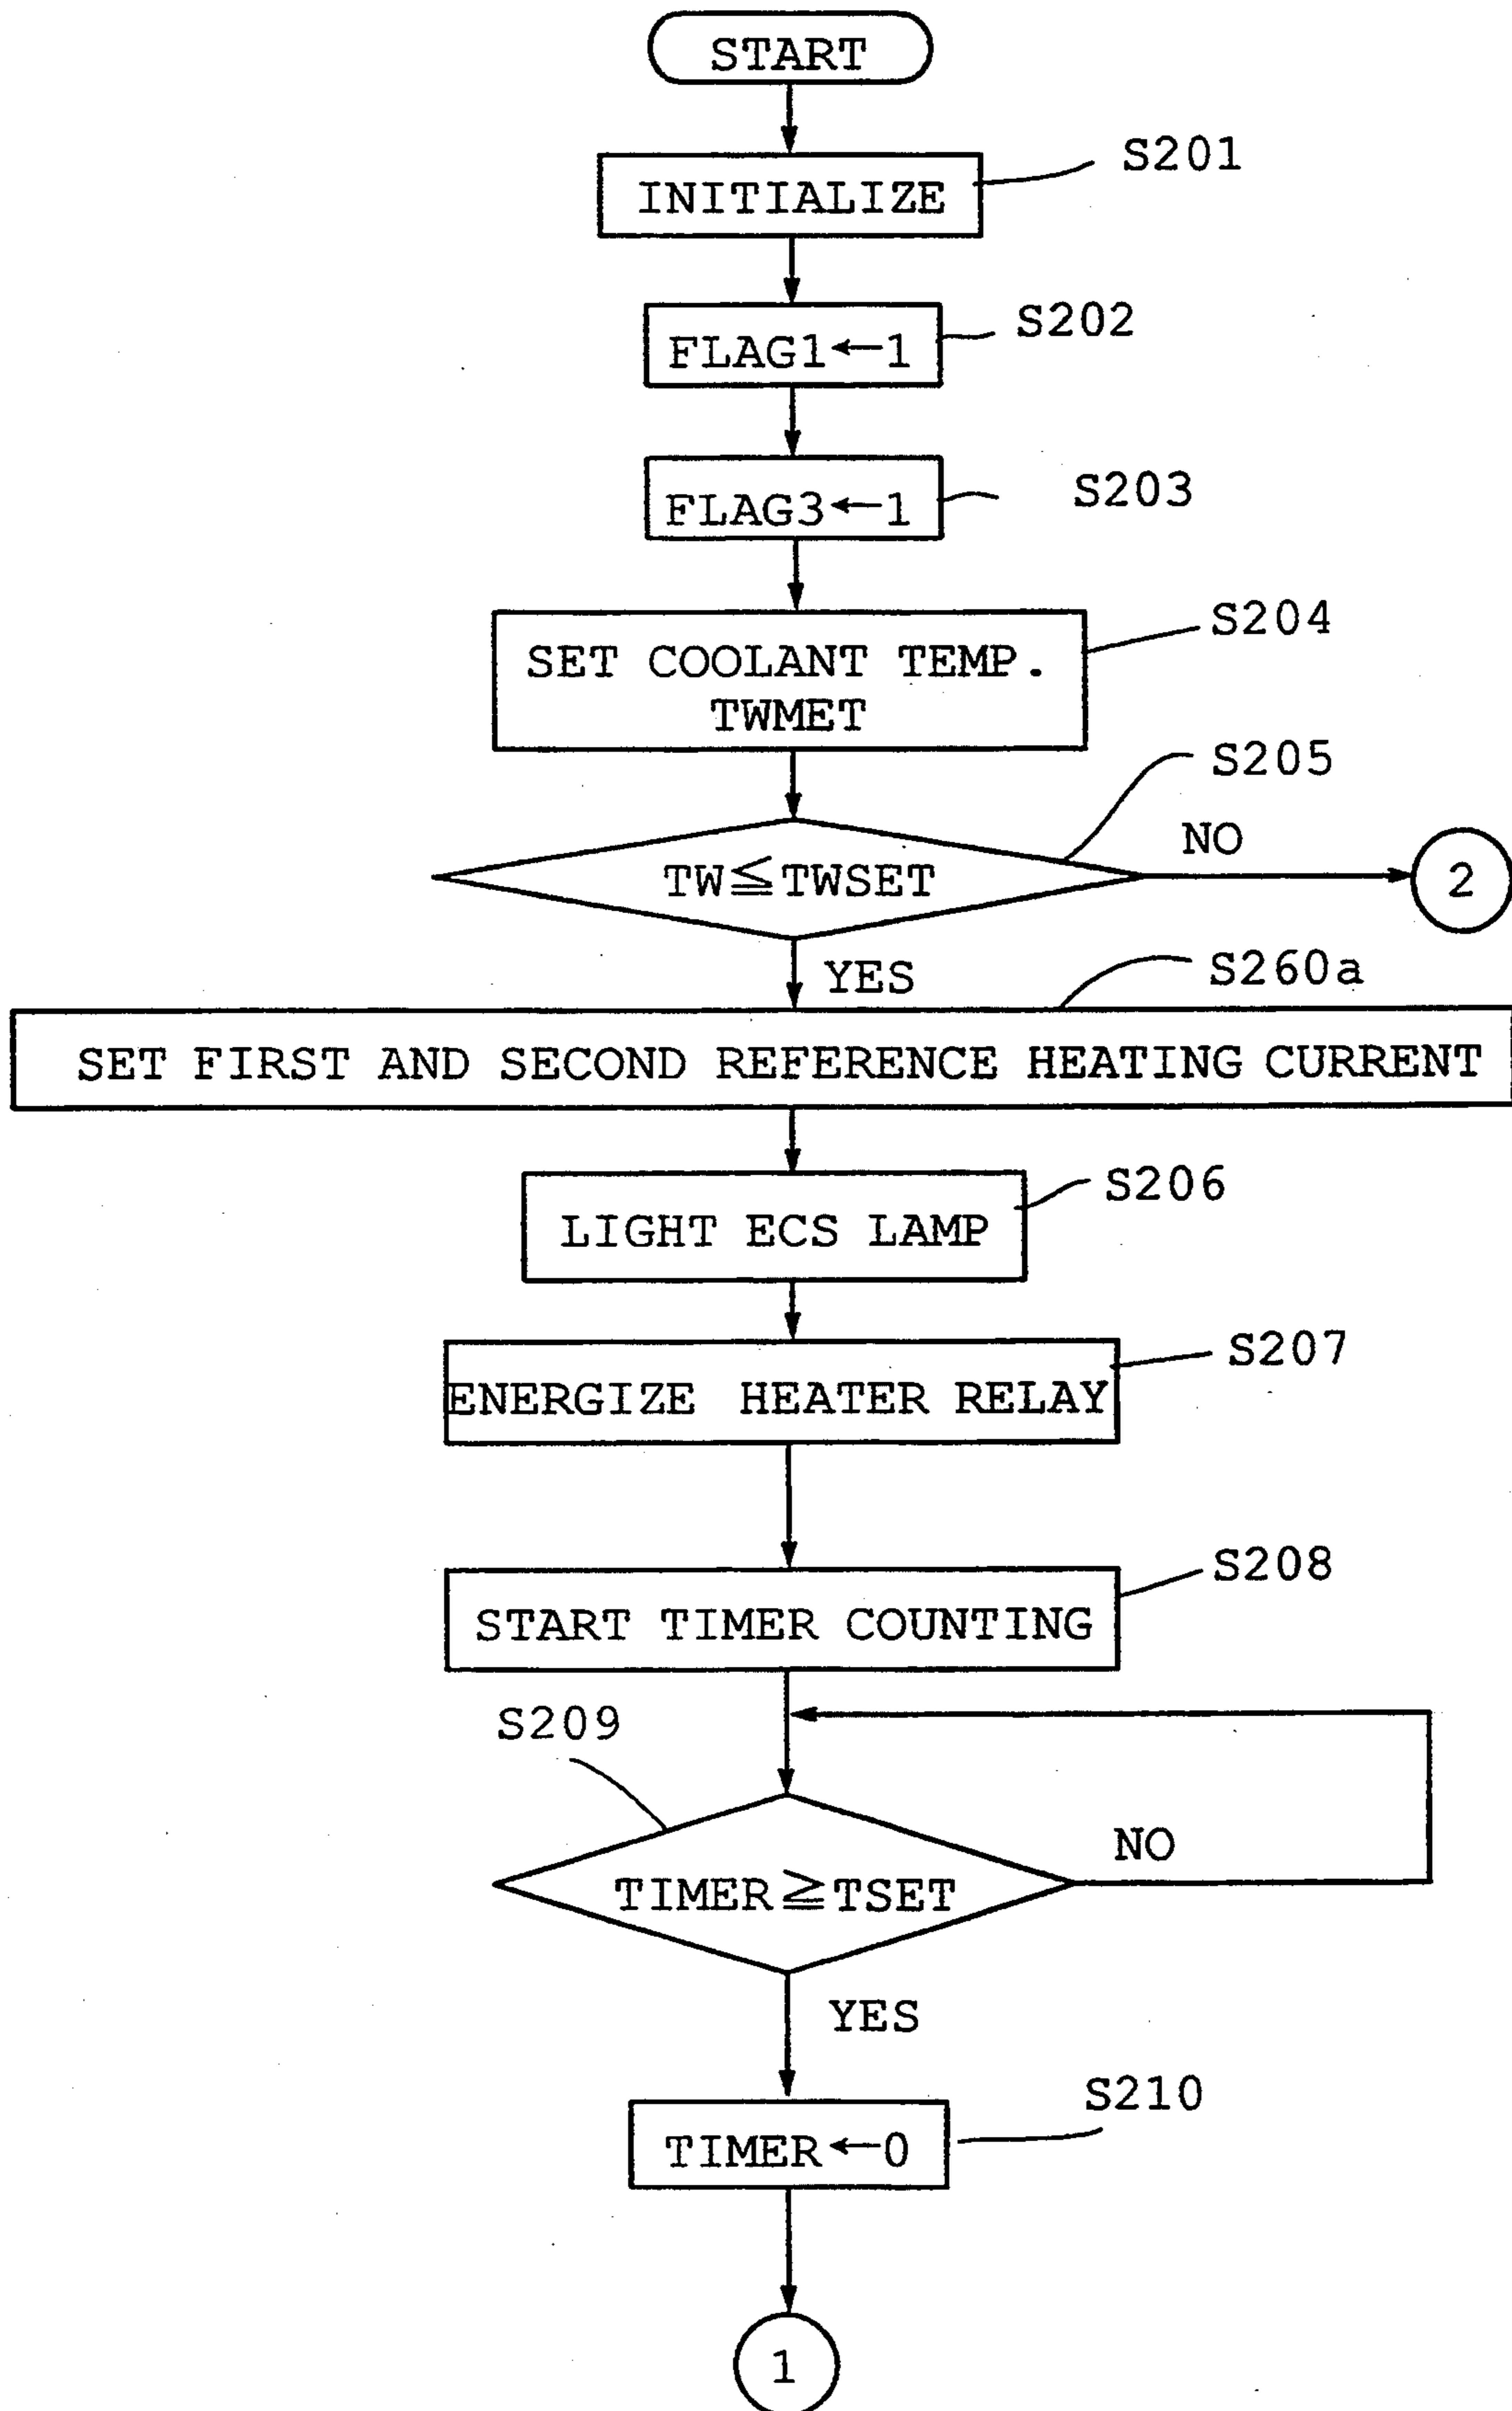 START
S201
INITIALIZE
S202
FLAG1←1
S203
FLAG3←1
S204
SET COOLANT TEMP.
TWMET
S205
TW≦TWSET
NO
2
YES
S260a
SET FIRST AND SECOND REFERENCE HEATING CURRENT
S206
LIGHT ECS LAMP
S207
ENERGIZE HEATER RELAY
S208
START TIMER COUNTING
S209
NO
TIMER≧TSET
YES
S210
TIMER←0
1